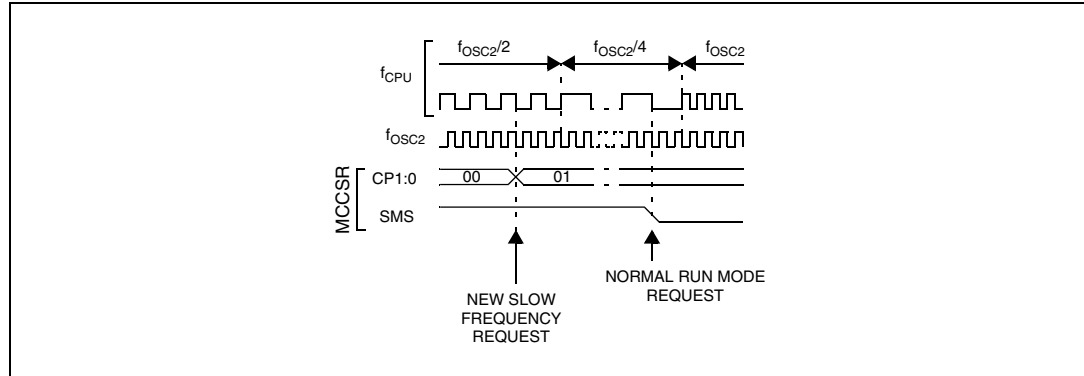 fOSC2/2 fOSC2/4 fOSC2
fCPU
fOSC2
MCCSR
CP1:0 00 01
SMS
NEW SLOW
FREQUENCY
REQUEST
NORMAL RUN MODE
REQUEST